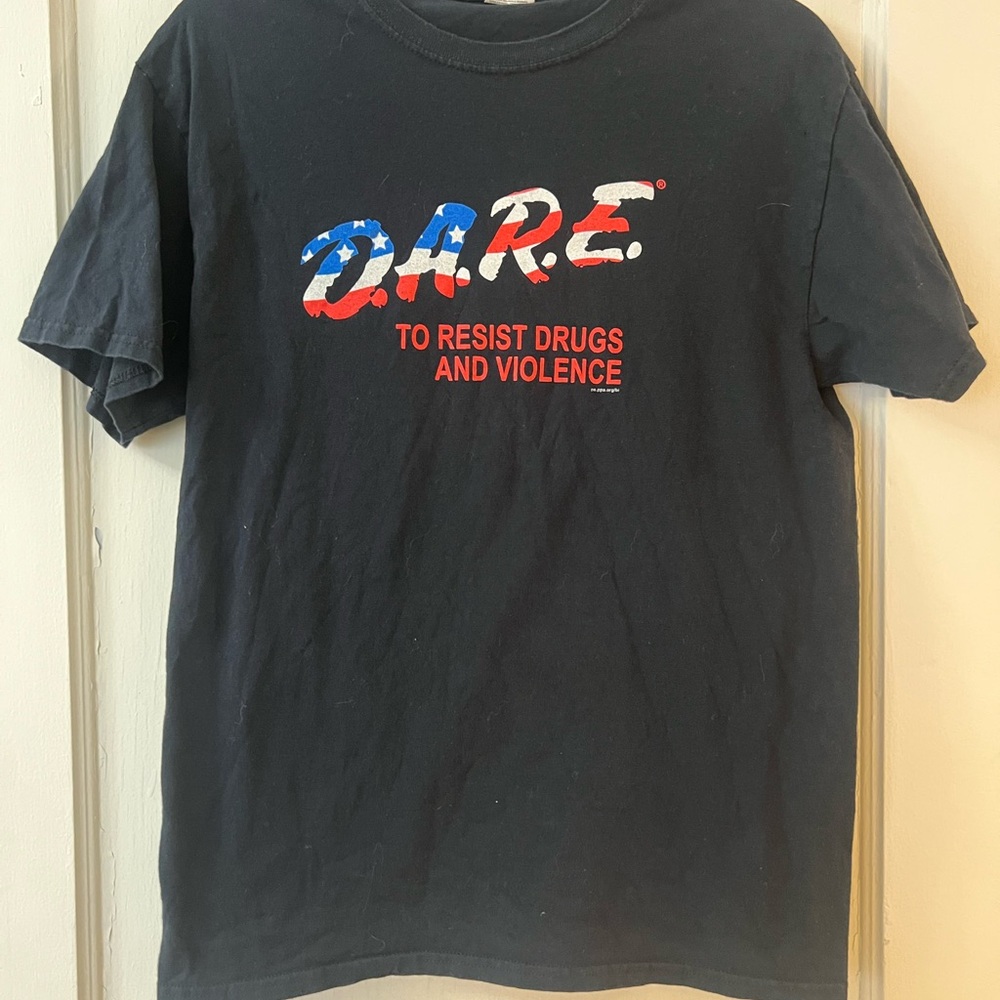 D.A.R.E.®
TO RESIST DRUGS
AND VIOLENCE